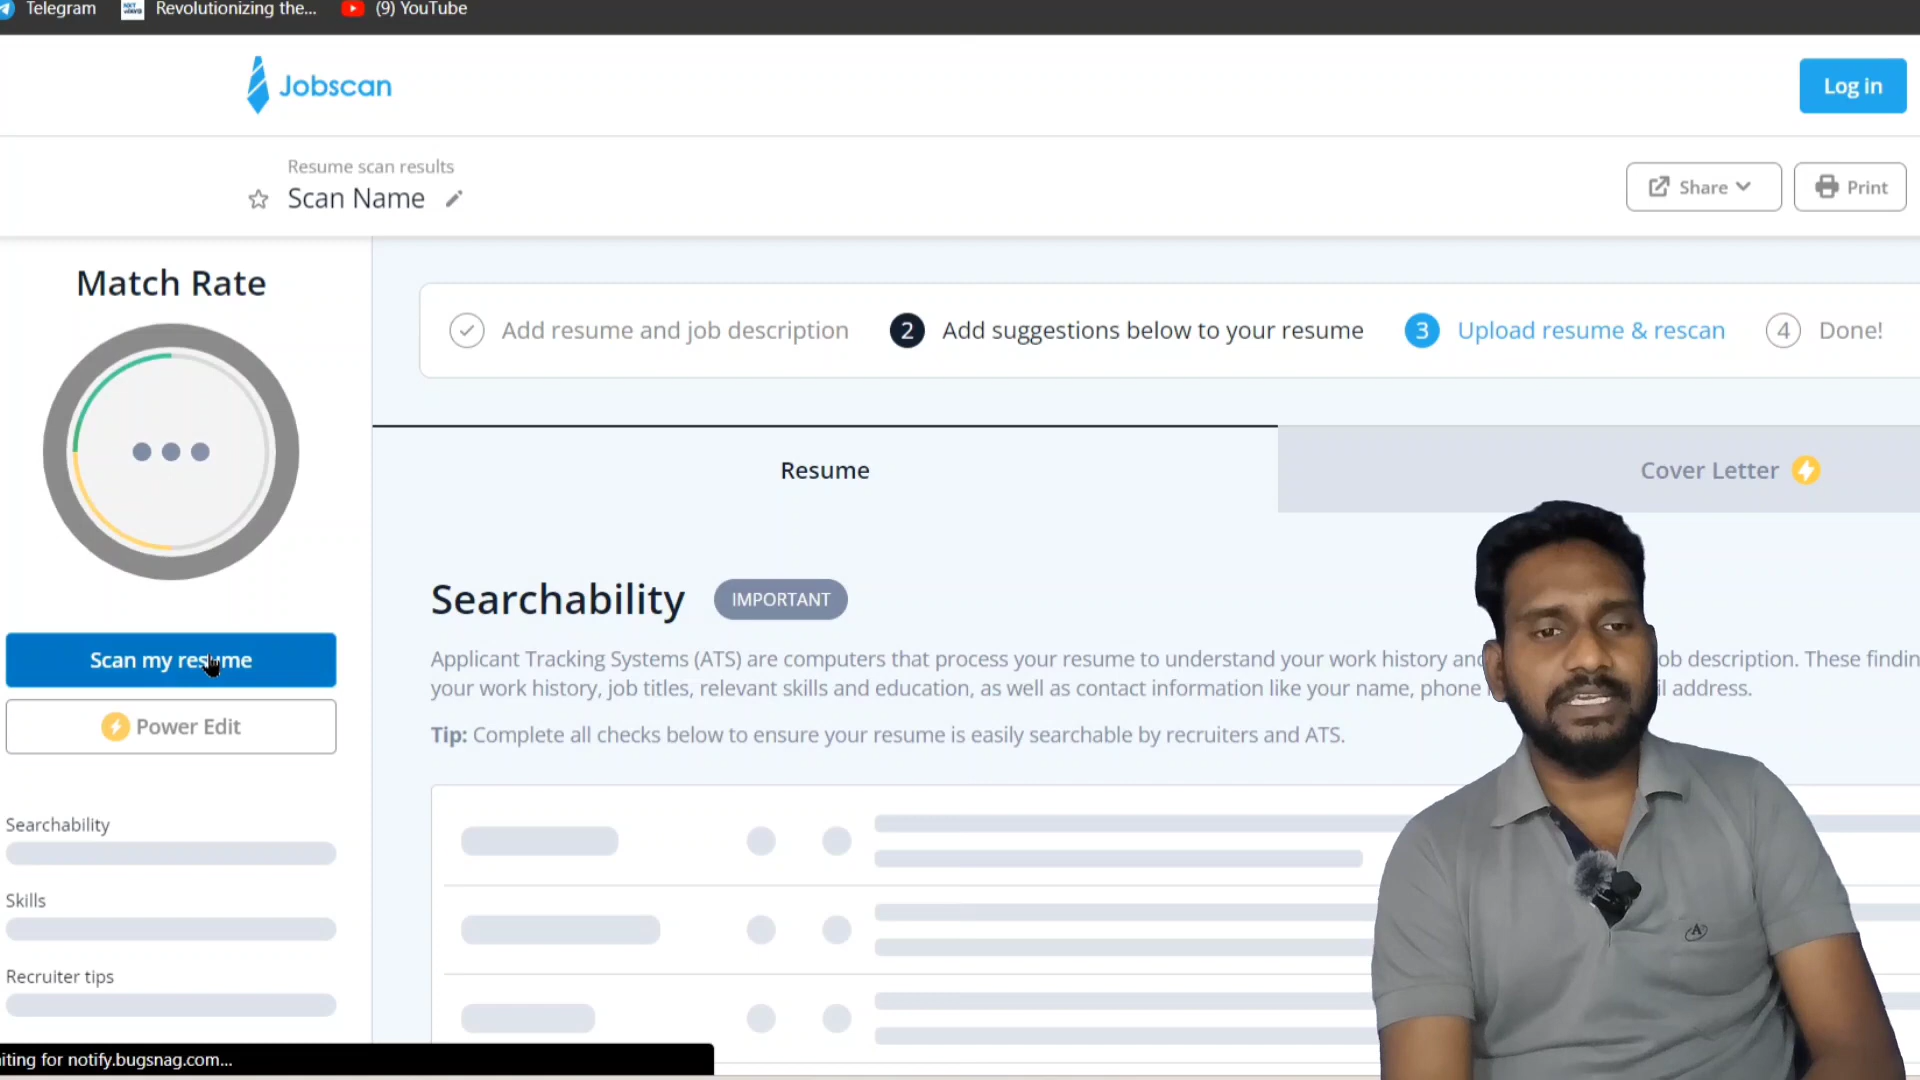 Telegram
Revolutionizing the...
(9) YouTube
Jobscan
Log in
Resume scan results
Scan Name
Share
Print
Match Rate
Add resume and job description
2 Add suggestions below to your resume
3 Upload resume & rescan
4 Done!
Resume
Cover Letter
Searchability IMPORTANT
Applicant Tracking Systems (ATS) are computers that process your resume to understand your work history job description. These
your work history, job titles, relevant skills and education, as well as contact information like your name, phone address.
Tip: Complete all checks below to ensure your resume is easily searchable by recruiters and ATS.
Scan my resume
Power Edit
Searchability
Skills
Recruiter tips
for notify.bugsnag.com...